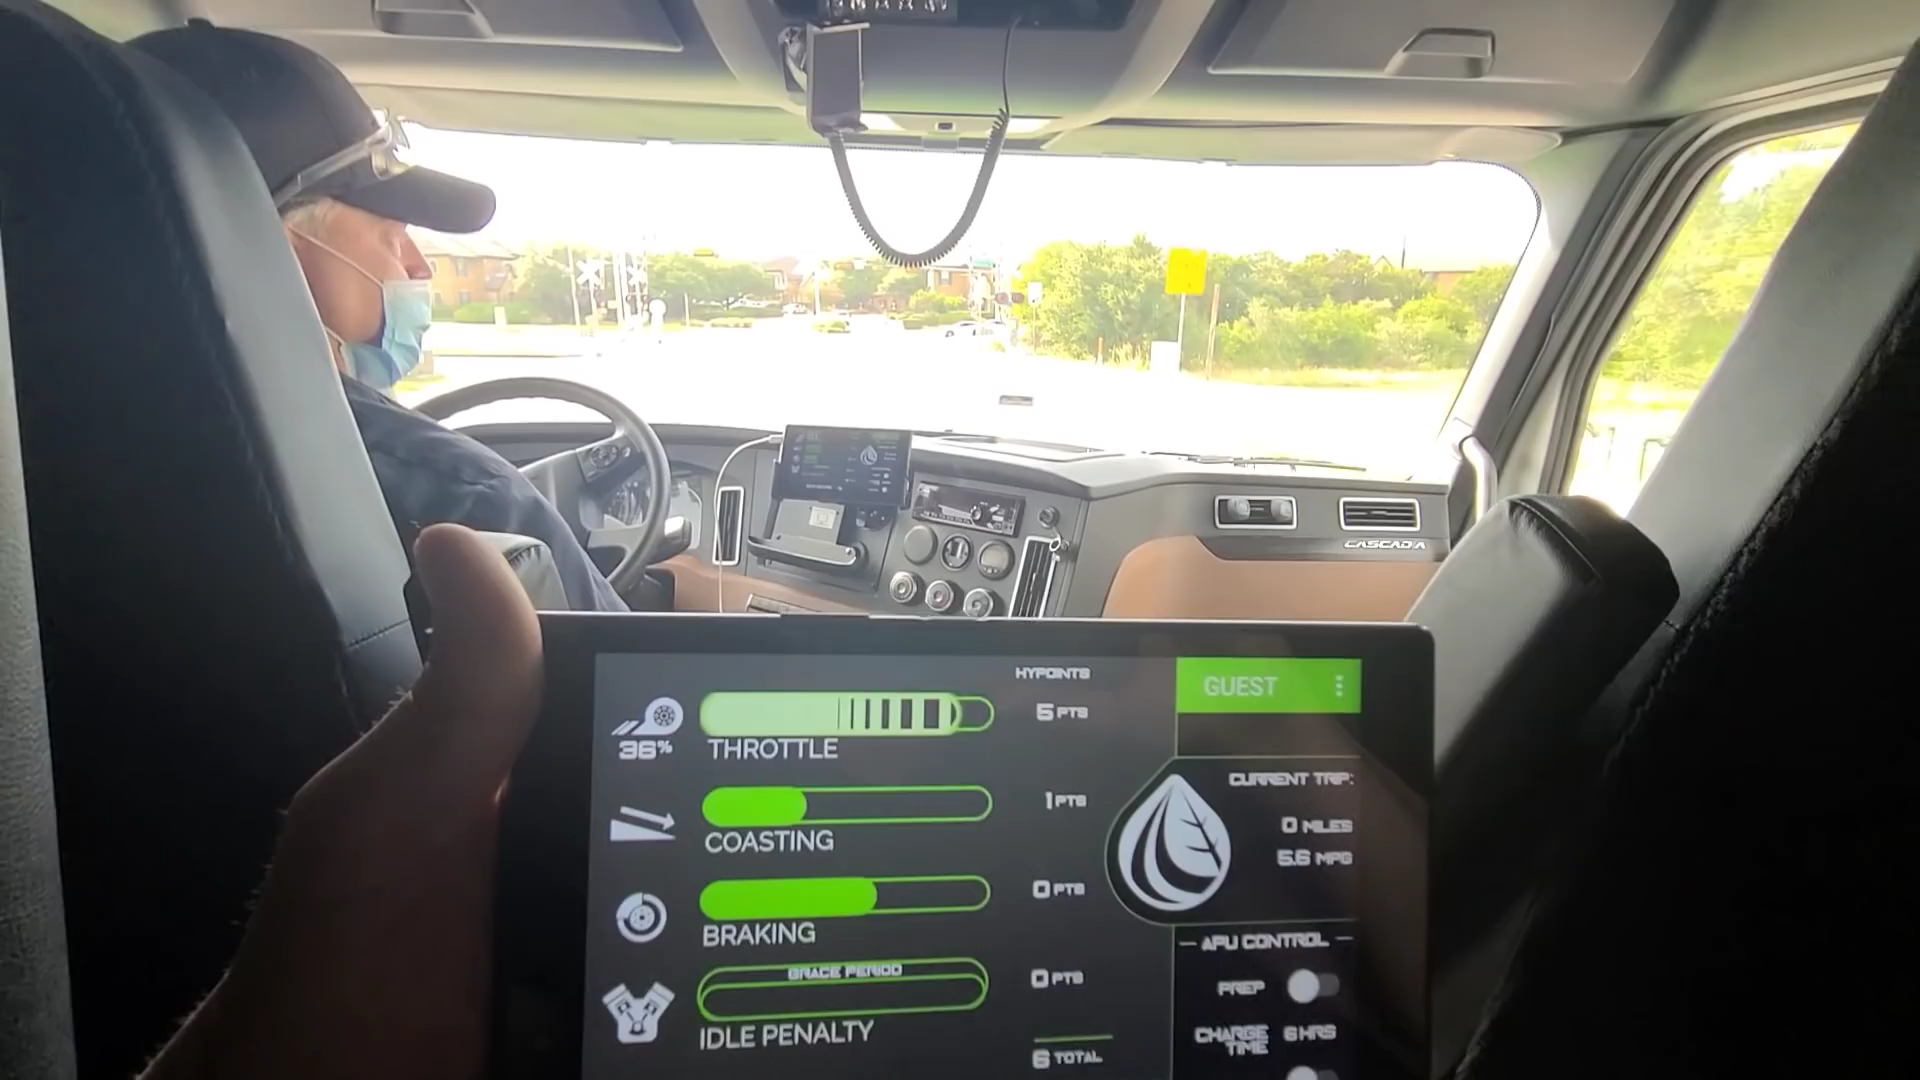 CASCADIA
HYPOINTS
GUEST
5 PTS
36%
THROTTLE
CURRENT TRIP:
1 PTS
0 MILES
COASTING
5.6 MPG
0 PTS
BRAKING
APU CONTROL
GRACE PERIOD
0 PTS
PREP
IDLE PENALTY
CHARGE TIME 6 HRS
6 TOTAL